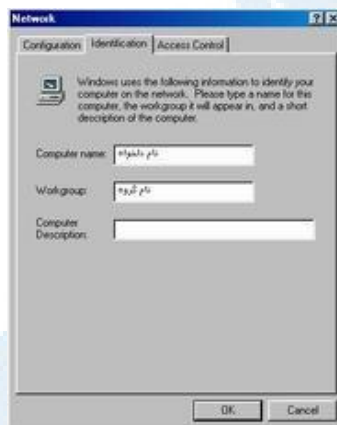 Network
Configuration Identification Access Control
Windows uses the following information to identify your
computer on the network. Please type a name for this
computer, the workgroup it will appear in, and a short
description of the computer.
Computer name: نام دلخواه
Workgroup: نام گروه
Computer
Description:
OK Cancel